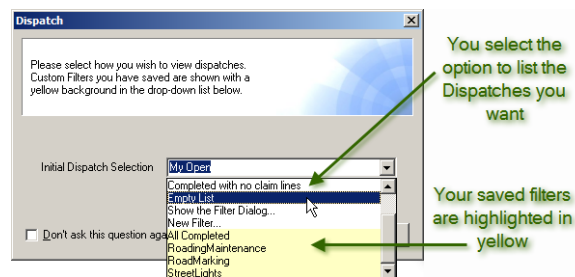 Dispatch
Please select how you wish to view dispatches.
Custom Filters you have saved are shown with a
yellow background in the drop-down list below.
You select the
option to list the
Dispatches you
want
Initial Dispatch Selection
My Open
Completed with no claim lines
Empty List
Show the Filter Dialog...
New Filter...
Don't ask this question aga
All Completed
RoadingMaintenance
RoadMarking
StreetLights
Your saved filters
are highlighted in
yellow